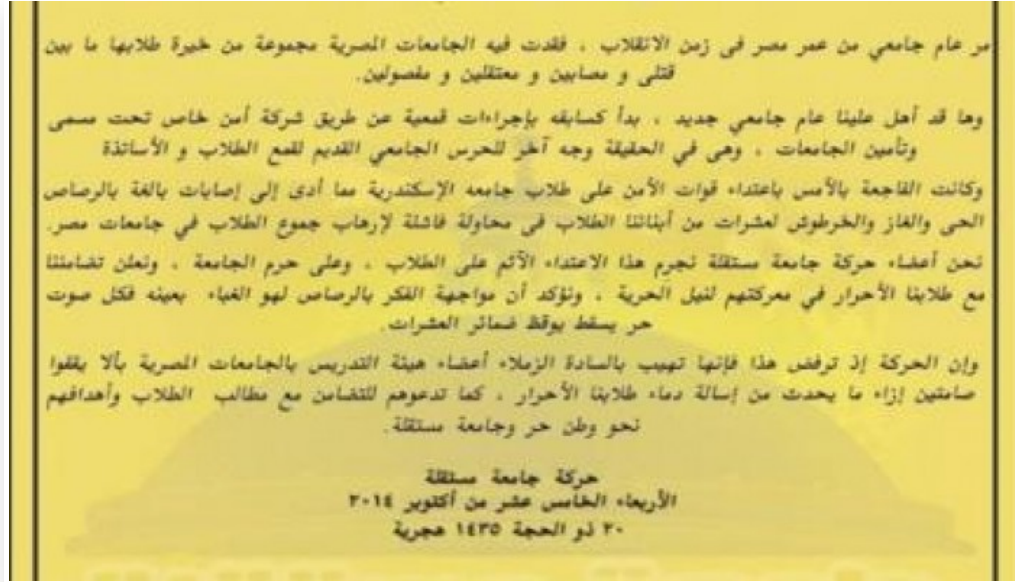 مر عام جامعي من عمر مصر فى زمن الانقلاب ، فقدت فيه الجامعات المصرية مجموعة من خيرة طلابها ما بين
قتلى و مصابين و معتقلين و مفصولين.
وها قد أهل علينا عام جامعي جديد ، بدأ كسابقه بإجراءات قمعية عن طريق شركة أمن خاص تحت مسمى
وتأمين الجامعات ، وهى في الحقيقة وجه آخر للحرس الجامعي القديم لقمع الطلاب و الأساتذة
وكانت الفاجعة بالأمس باعتداء قوات الأمن على طلاب جامعه الإسكندرية مما أدى إلى إصابات بالغة بالرصاص
الحى والغاز والخرطوش لعشرات من أبنائنا الطلاب فى محاولة فاشلة لإرهاب جموع الطلاب في جامعات مصر.
نحن أعضاء حركة جامعة مستقلة نجرم هذا الاعتداء الآثم على الطلاب ، وعلى حرم الجامعة ، ونعلن تضامننا
مع طلابنا الأحرار في معركتهم لنيل الحرية ، ونؤكد أن مواجهة الفكر بالرصاص لهو الغباء بعينه فكل صوت
حر يسقط يوقظ ضمائر العشرات.
وإن الحركة إذ ترفض هذا فإنها تهيب بالسادة الزملاء أعضاء هيئة التدريس بالجامعات المصرية بألا يقفوا
صامتين إزاء ما يحدث من إسالة دماء طلابنا الأحرار ، كما تدعوهم للتضامن مع مطالب الطلاب وأهدافهم
نحو وطن حر وجامعة مستقلة.
حركة جامعة مستقلة
الأربعاء الخامس عشر من أكتوبر ٢٠١٤
٢٠ ذو الحجة ١٤٣٥ هجرية